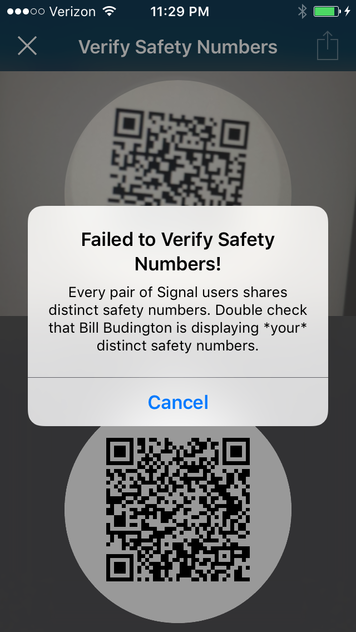 Verizon 11:29 PM
Verify Safety Numbers
Failed to Verify Safety
Numbers!
Every pair of Signal users shares
distinct safety numbers. Double check
that Bill Budington is displaying *your*
distinct safety numbers.
Cancel